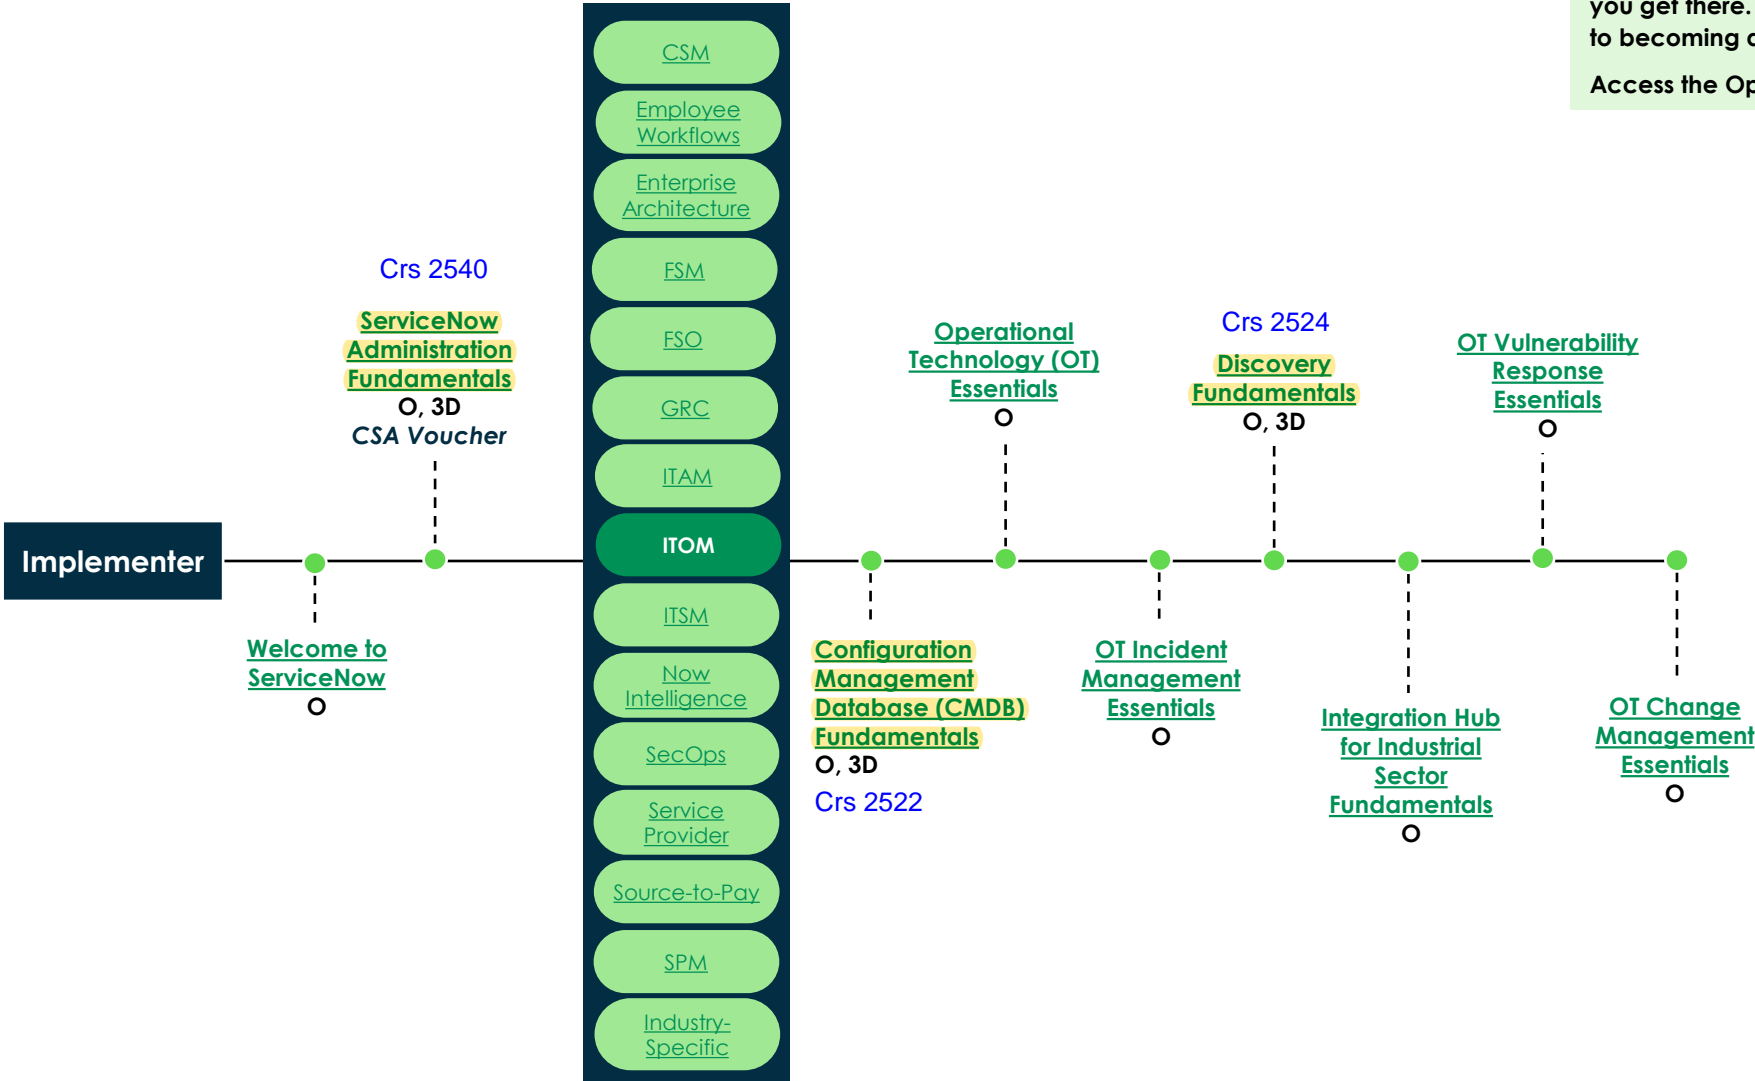 you get there.
to becoming a
Access the Op
CSM
Employee
Workflows
Enterprise
Architecture
FSM
FSO
GRC
ITAM
ITOM
ITSM
Now
Intelligence
SecOps
Service
Provider
Source-to-Pay
SPM
Industry-
Specific
Implementer
Welcome to
ServiceNow
O
Crs 2540
ServiceNow
Administration
Fundamentals
O, 3D
CSA Voucher
Configuration
Management
Database (CMDB)
Fundamentals
O, 3D
Crs 2522
Operational
Technology (OT)
Essentials
O
OT Incident
Management
Essentials
O
Crs 2524
Discovery
Fundamentals
O, 3D
Integration Hub
for Industrial
Sector
Fundamentals
O
OT Vulnerability
Response
Essentials
O
OT Change
Management
Essentials
O